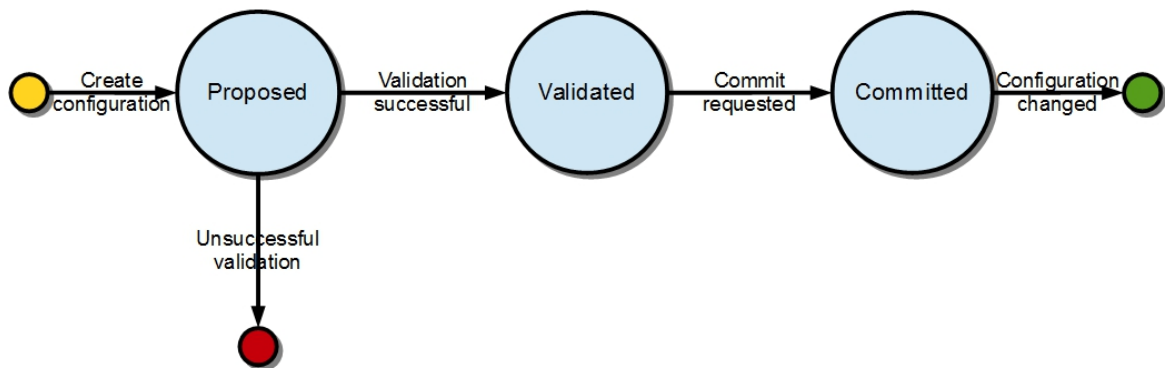 Create
configuration
Proposed
Validation
successful
Validated
Commit
requested
Committed
Configuration
changed
Unsuccessful
validation